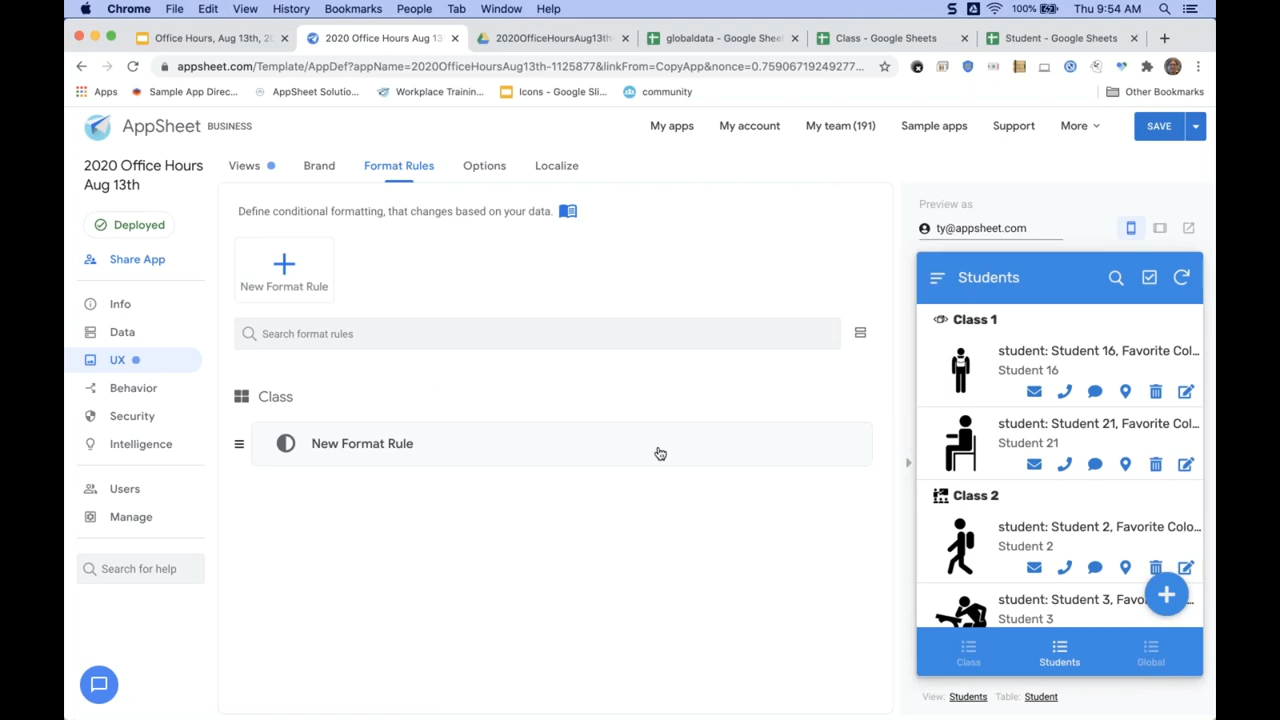 Chrome File Edit View History Bookmarks People Tab Window Help
S 100% Thu 9:54 AM
Office Hours, Aug 13th, 2 2020 Office Hours Aug 13 2020OfficeHoursAug13th globaldata - Google Shee Class - Google Sheets Student - Google Sheets
appsheet.com/Template/AppDef?appName=2020OfficeHoursAug13th-1125877&linkFrom=CopyApp&nonce=0.75906719249277...
Apps Sample App Direc... AppSheet Solutio... Workplace Trainin... Icons - Google Sli... community Other Bookmarks
AppSheet BUSINESS
My apps My account My team (191) Sample apps Support More SAVE
2020 Office Hours
Aug 13th
Deployed
Share App
Info
Data
UX
Behavior
Security
Intelligence
Users
Manage
Search for help
Views Brand Format Rules Options Localize
Define conditional formatting, that changes based on your data.
New Format Rule
Search format rules
Class
New Format Rule
Preview as
ty@appsheet.com
Students
Class 1
student: Student 16, Favorite Col...
Student 16
student: Student 21, Favorite Col...
Student 21
Class 2
student: Student 2, Favorite Colo...
Student 2
student: Student 3, Favo
Student 3
Class Students Global
View: Students Table: Student